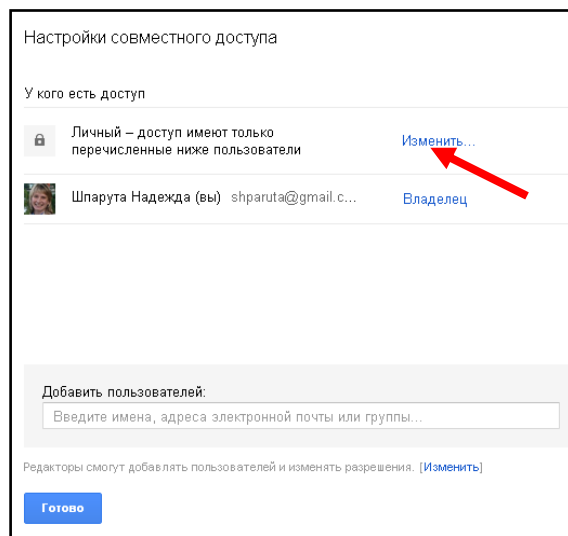 Настройки совместного доступа
У кого есть доступ
Личный – доступ имеют только
перечисленные ниже пользователи
Изменить...
Шпарута Надежда (вы) shparuta@gmail.c... Владелец
Добавить пользователей:
Введите имена, адреса электронной почты или группы...
Редакторы смогут добавлять пользователей и изменять разрешения. [Изменить]
Готово